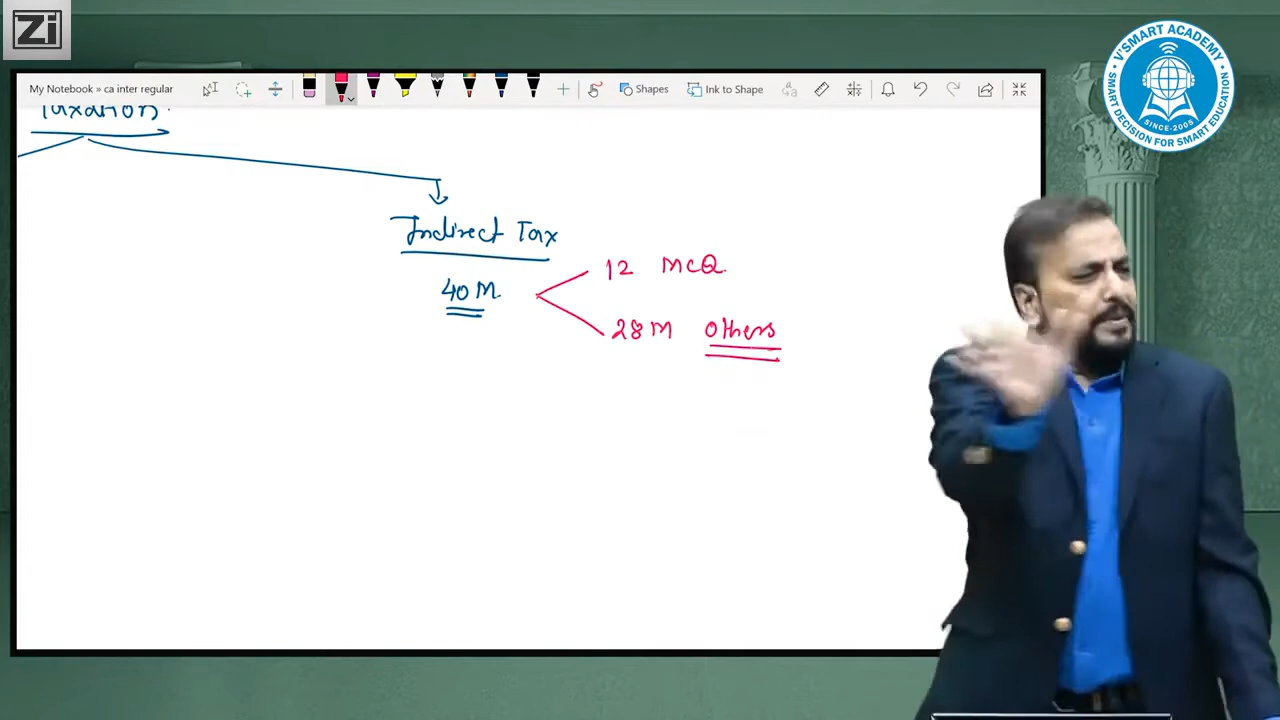 Zi
My Notebook » ca inter regular
Shapes
Ink to Shape
V'SMART ACADEMY
SINCE-2005
SMART DECISION FOR SMART EDUCATION
Taxation
Indirect Tax
40 M
12 MCQ
28 M Others